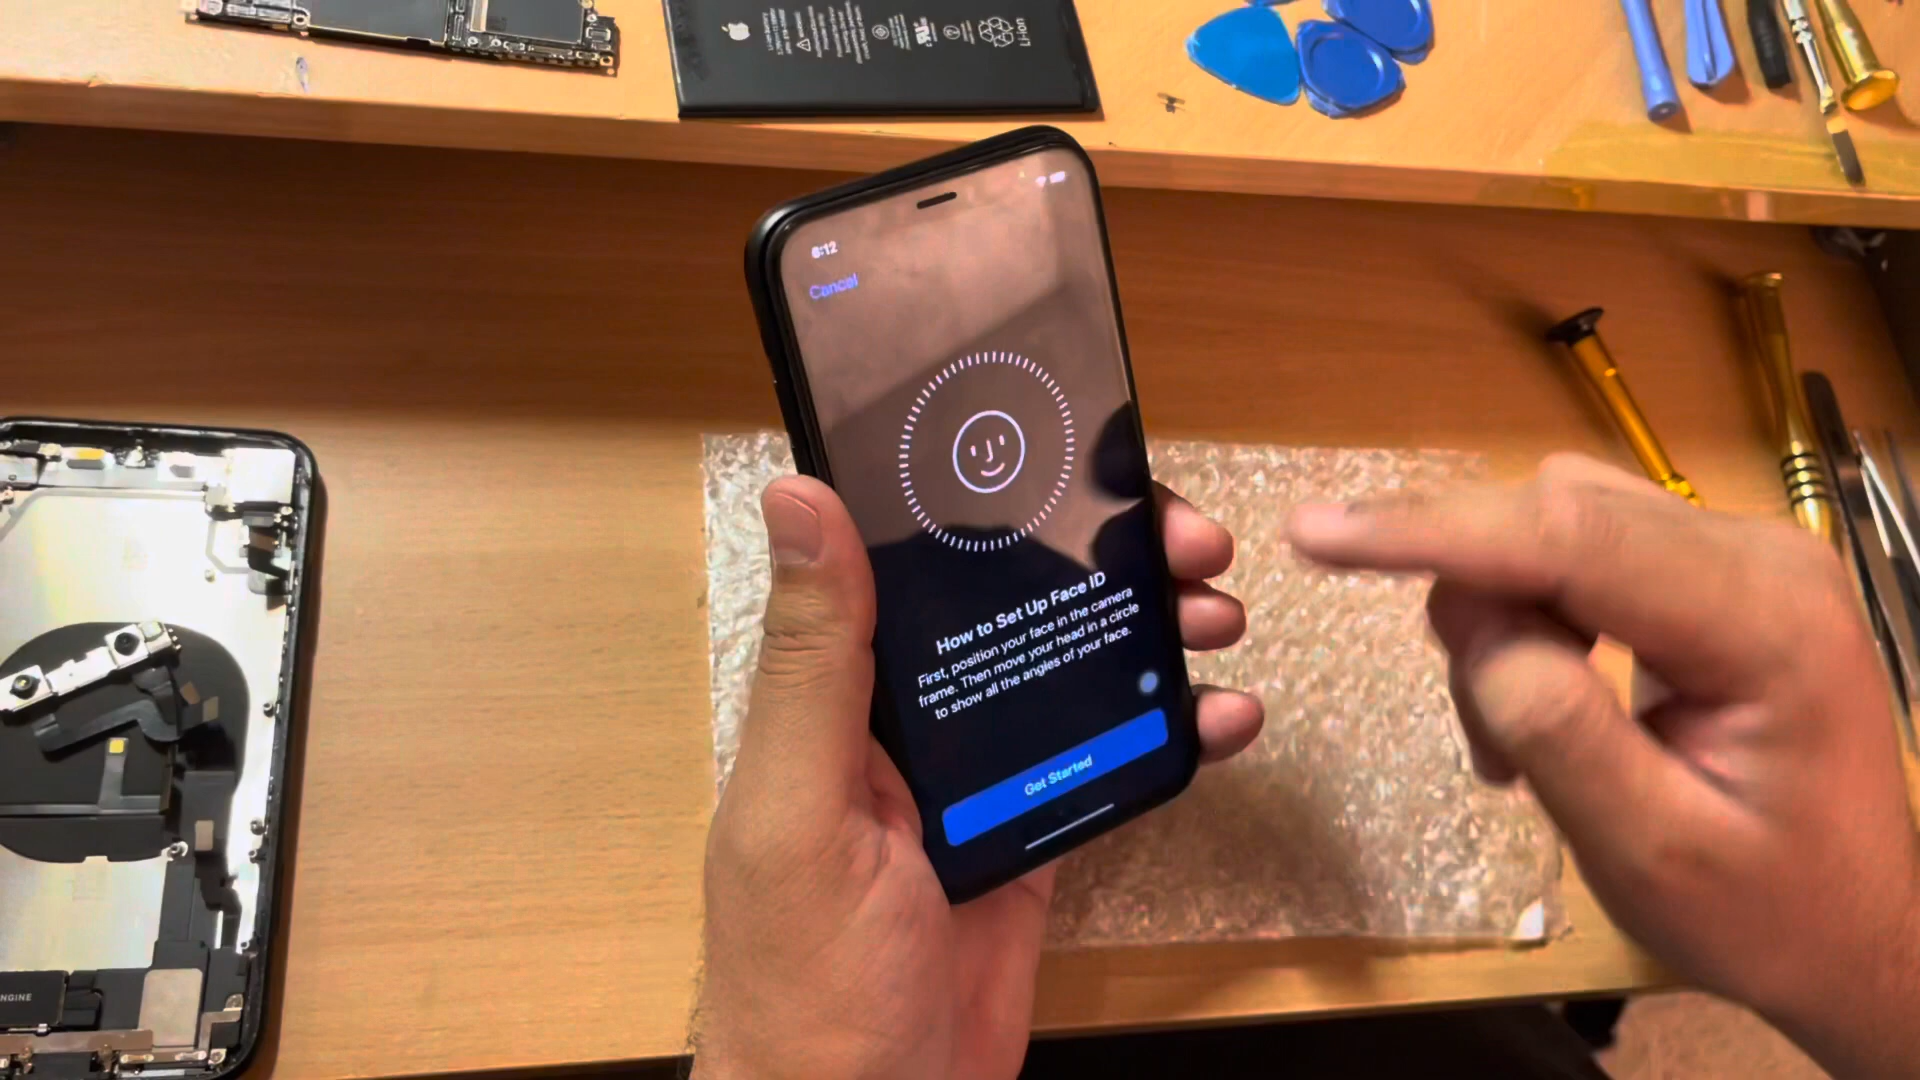 Li-ion
6:12
Cancel
How to Set Up Face ID
First, position your face in the camera
frame. Then move your head in a circle
to show all the angles of your face.
Get Started
NGINE